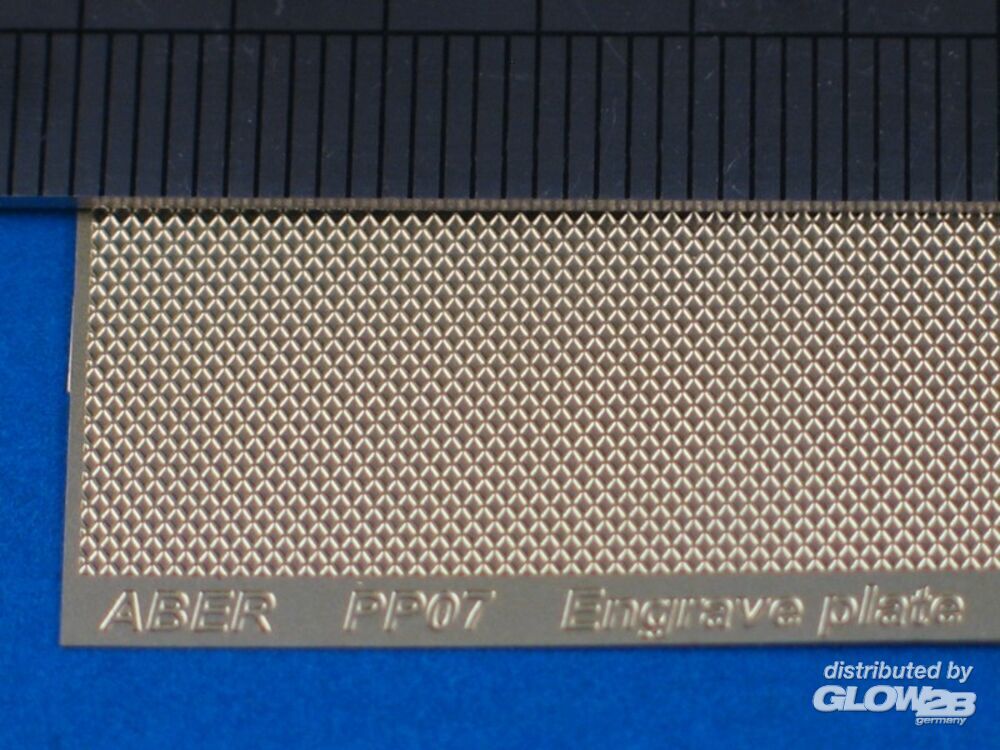 ABER PP07 Engrave plate
distributed by
GLOW2B
germany